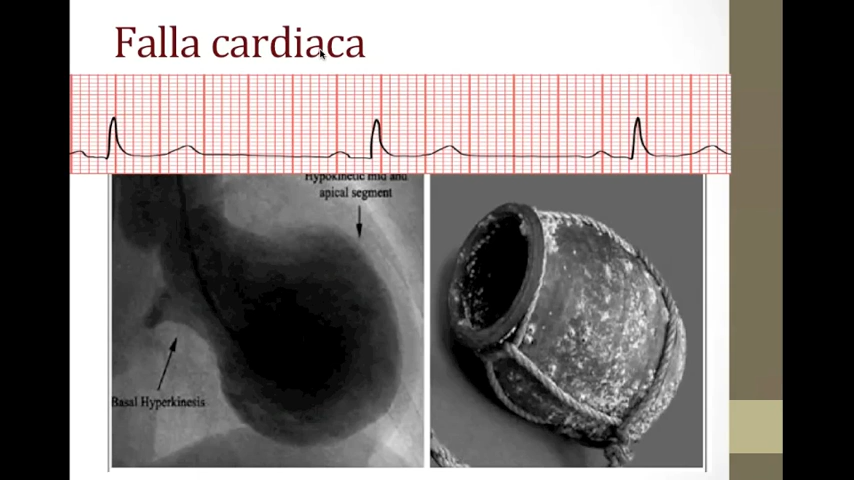 Falla cardiaca
Hypokinetic mid and
apical segment
Basal Hyperkinesis